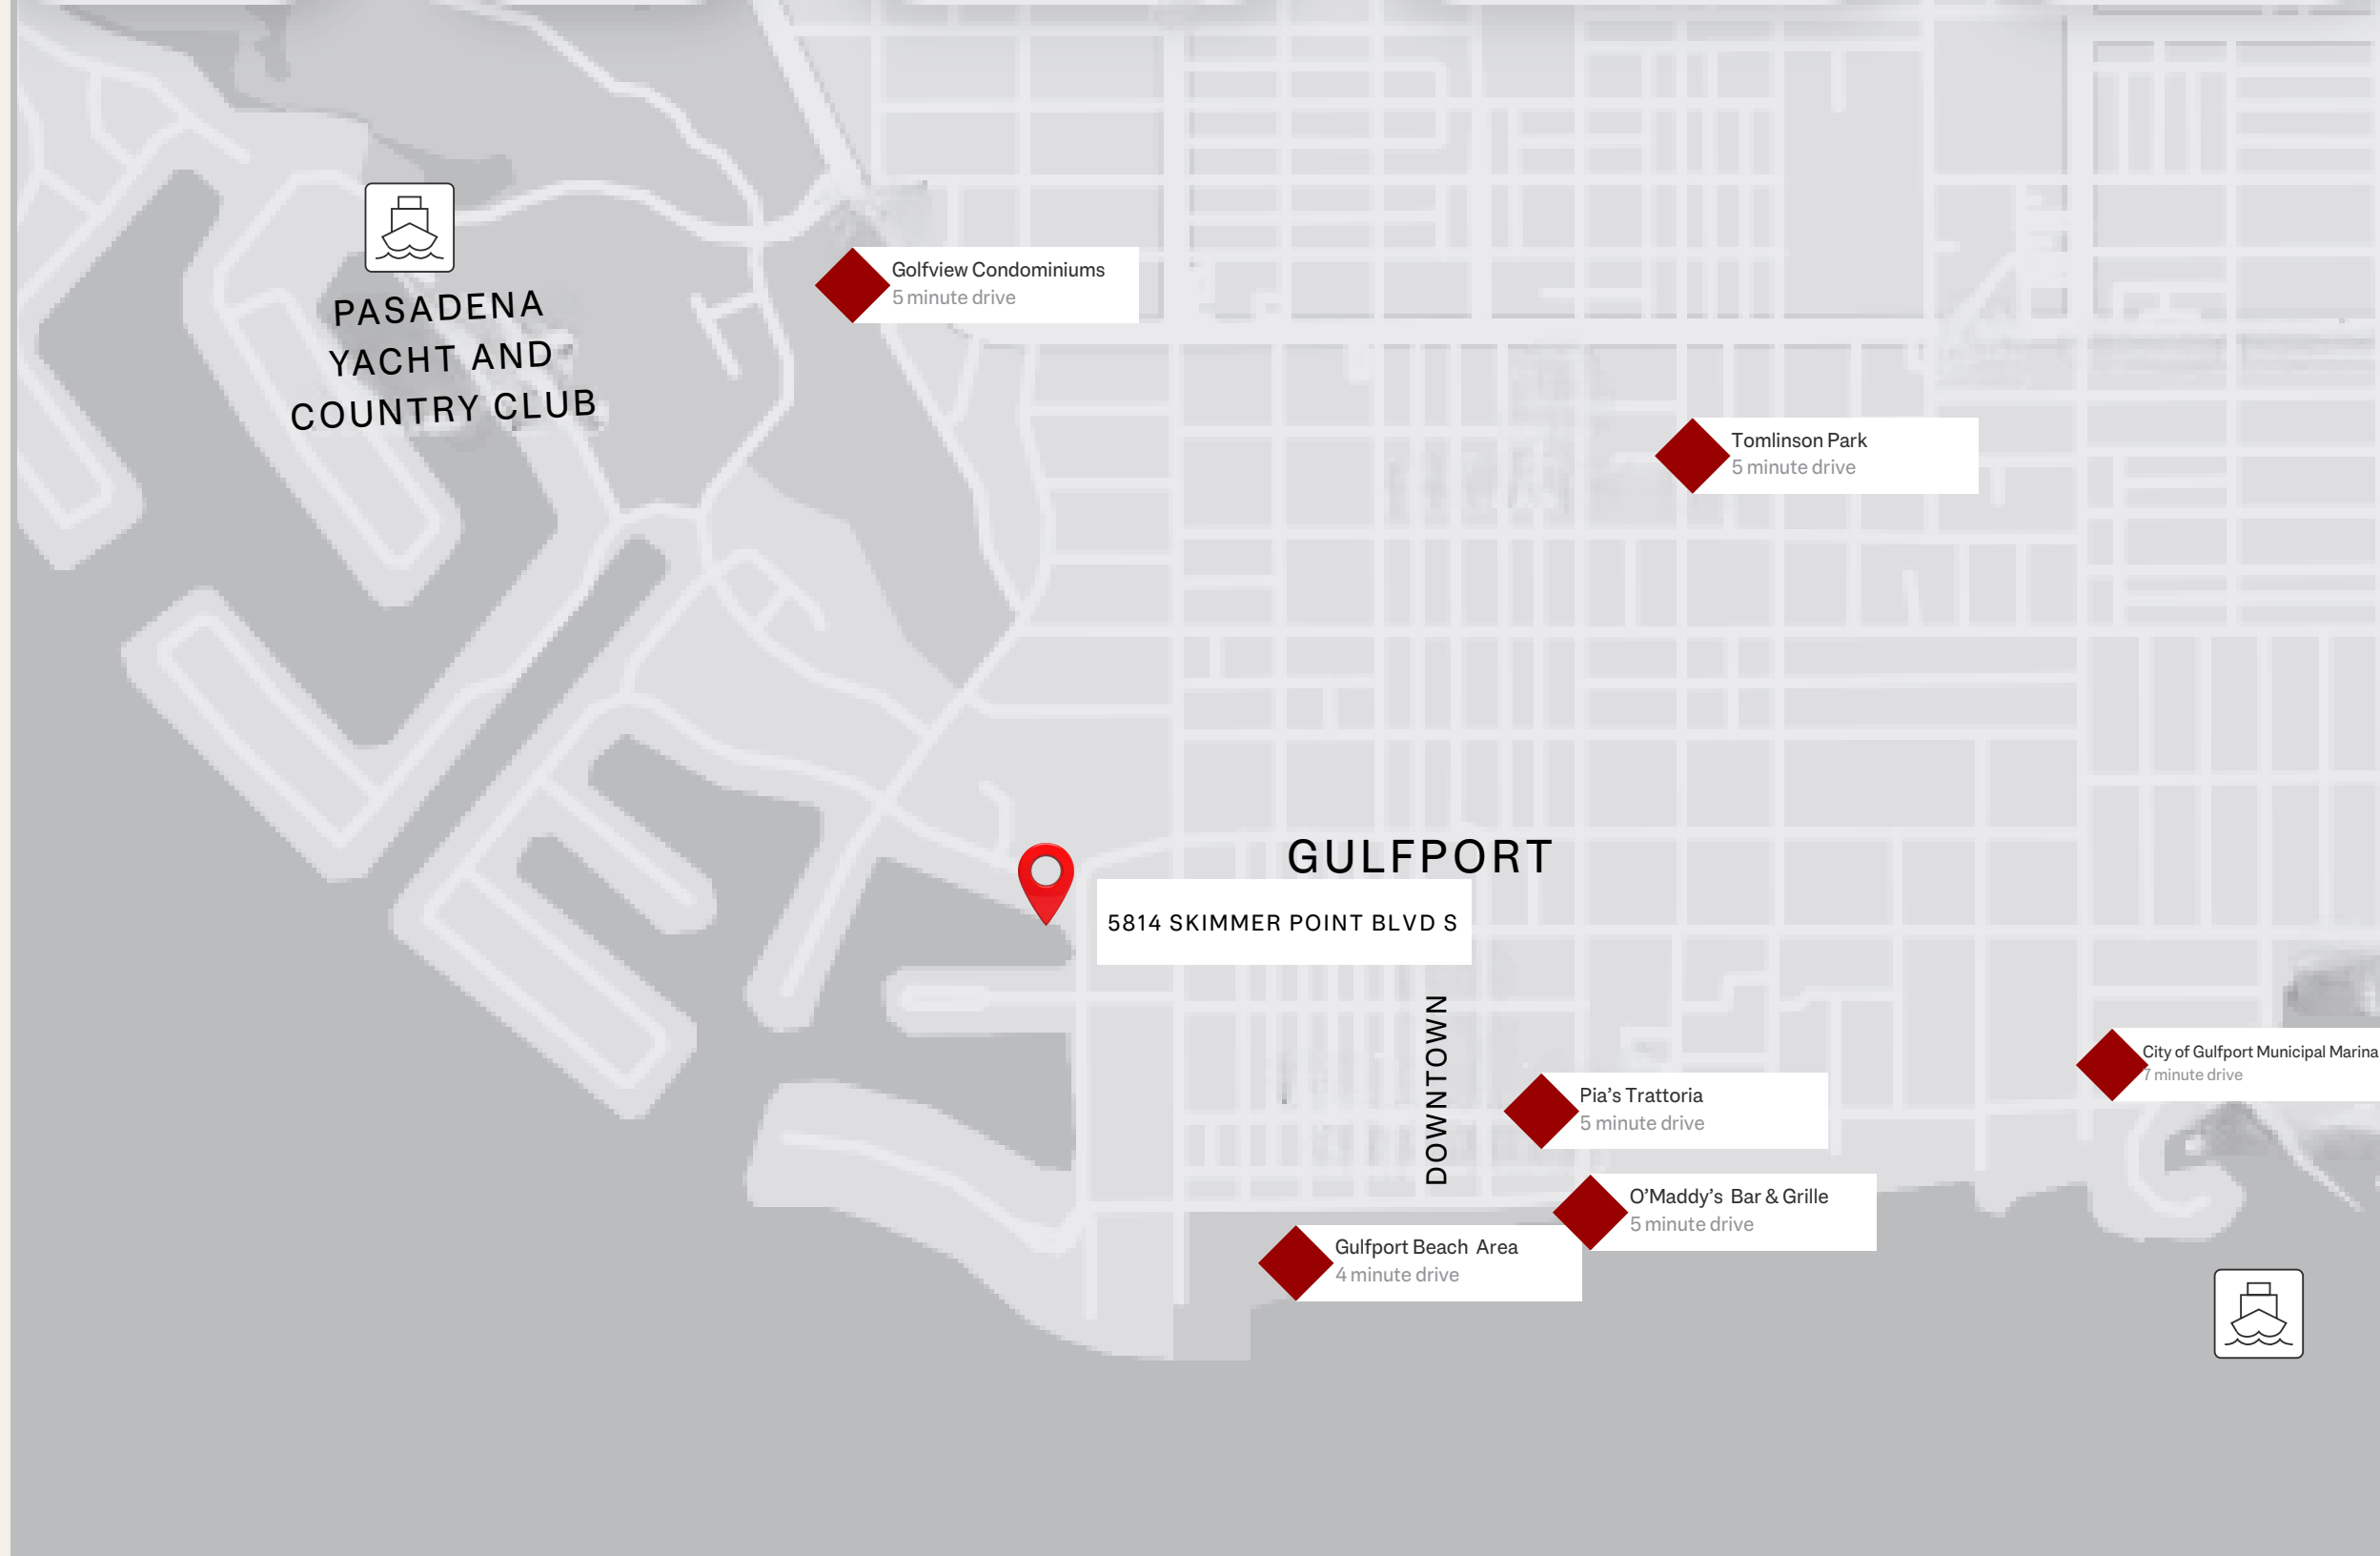 Golfview Condominiums
5 minute drive
PASADENA
YACHT AND
COUNTRY CLUB
Tomlinson Park
5 minute drive
GULFPORT
5814 SKIMMER POINT BLVD S
DOWNTOWN
City of Gulfport Municipal Marina
7 minute drive
Pia’s Trattoria
5 minute drive
O’Maddy’s Bar & Grille
5 minute drive
Gulfport Beach Area
4 minute drive